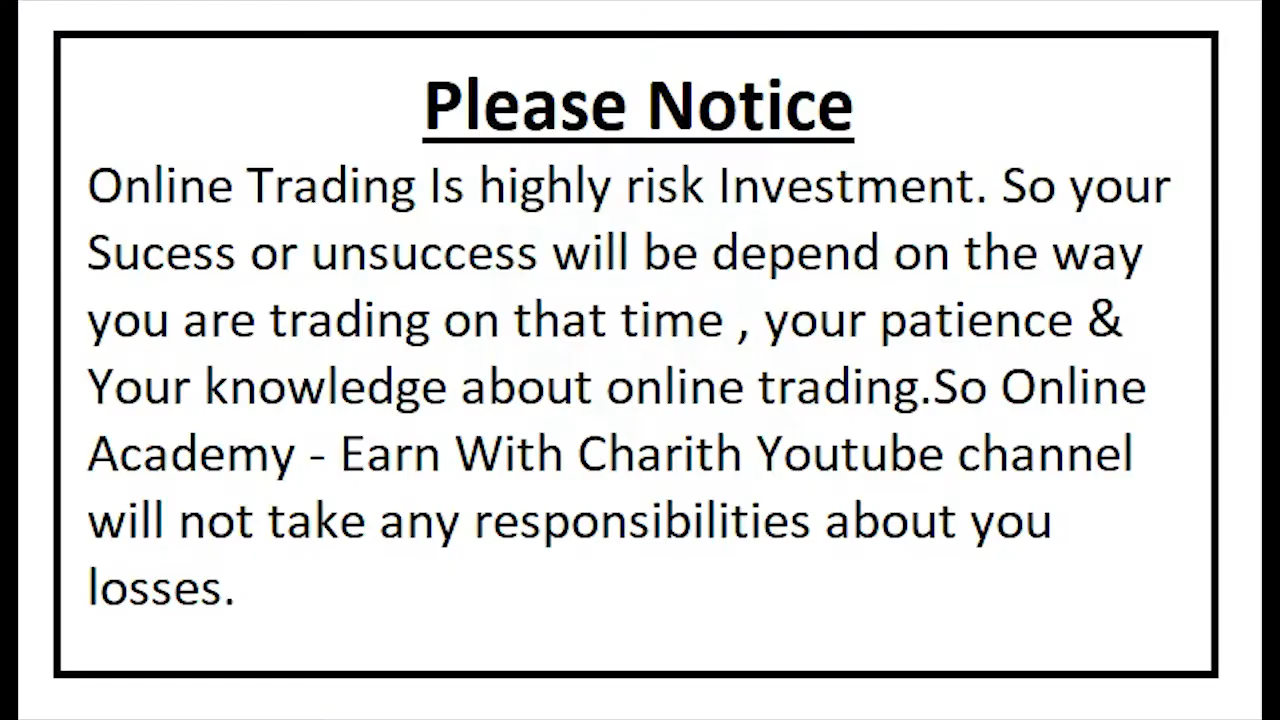 Please Notice
Online Trading Is highly risk Investment. So your
Sucess or unsuccess will be depend on the way
you are trading on that time , your patience &
Your knowledge about online trading.So Online
Academy - Earn With Charith Youtube channel
will not take any responsibilities about you
losses.